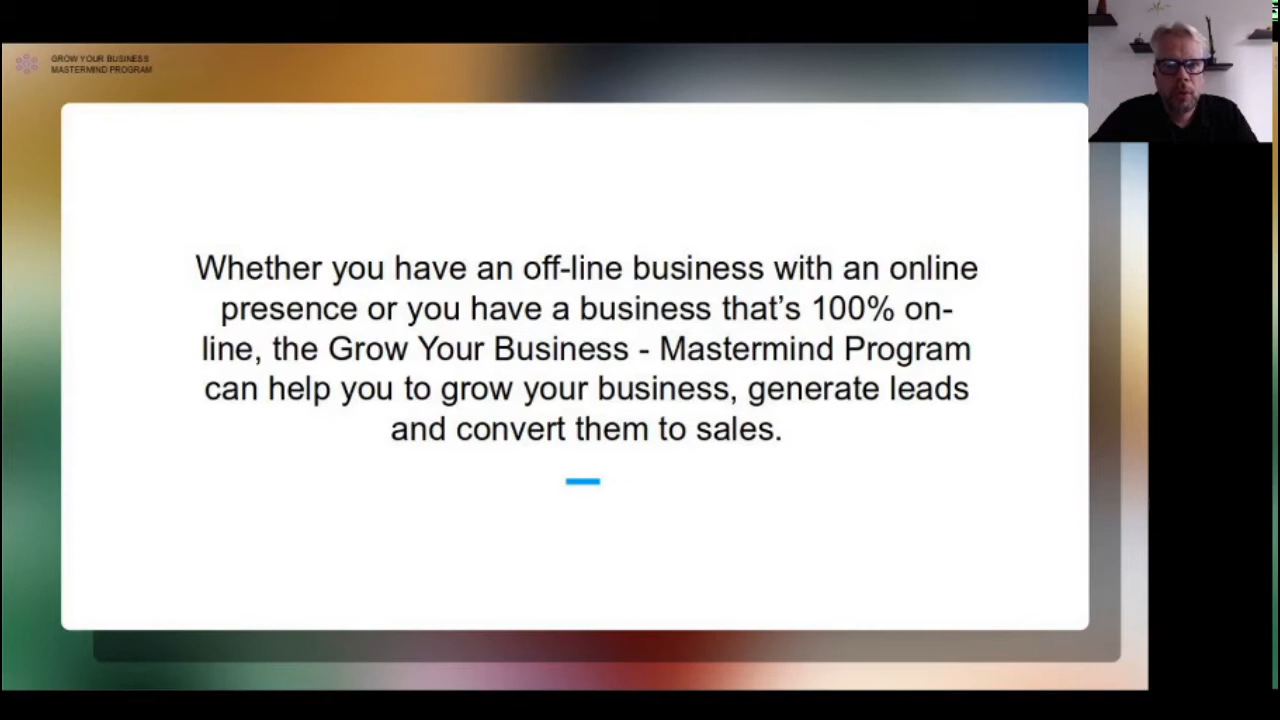 GROW YOUR BUSINESS
MASTERMIND PROGRAM
Whether you have an off-line business with an online
presence or you have a business that’s 100% on-
line, the Grow Your Business - Mastermind Program
can help you to grow your business, generate leads
and convert them to sales.